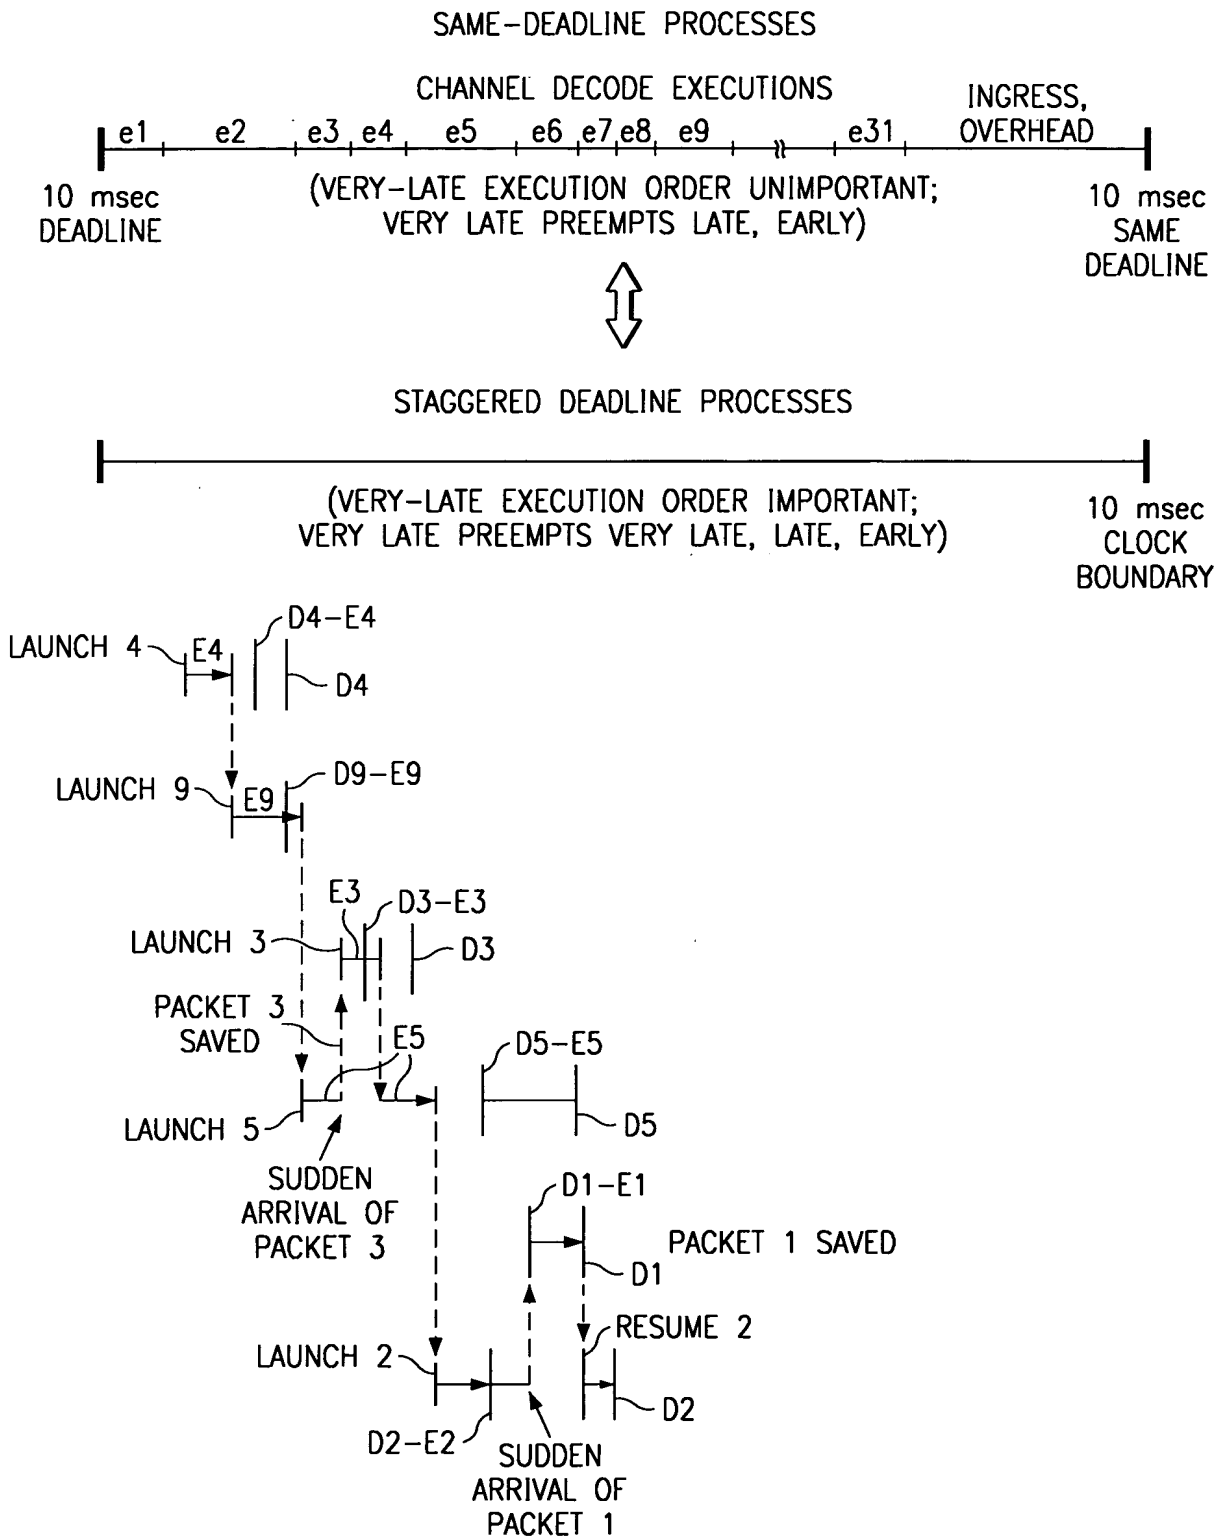 SAME-DEADLINE PROCESSES
CHANNEL DECODE EXECUTIONS
INGRESS,
OVERHEAD
e1 e2 e3 e4 e5 e6 e7 e8 e9 e31
10 msec
DEADLINE
(VERY-LATE EXECUTION ORDER UNIMPORTANT;
VERY LATE PREEMPTS LATE, EARLY)
10 msec
SAME
DEADLINE
STAGGERED DEADLINE PROCESSES
(VERY-LATE EXECUTION ORDER IMPORTANT;
VERY LATE PREEMPTS VERY LATE, LATE, EARLY)
10 msec
CLOCK
BOUNDARY
LAUNCH 4
E4
D4-E4
D4
LAUNCH 9
E9
D9-E9
LAUNCH 3
E3
D3-E3
D3
PACKET 3
SAVED
E5
D5-E5
LAUNCH 5
D5
SUDDEN
ARRIVAL OF
PACKET 3
D1-E1
PACKET 1 SAVED
D1
RESUME 2
LAUNCH 2
D2
D2-E2
SUDDEN
ARRIVAL OF
PACKET 1